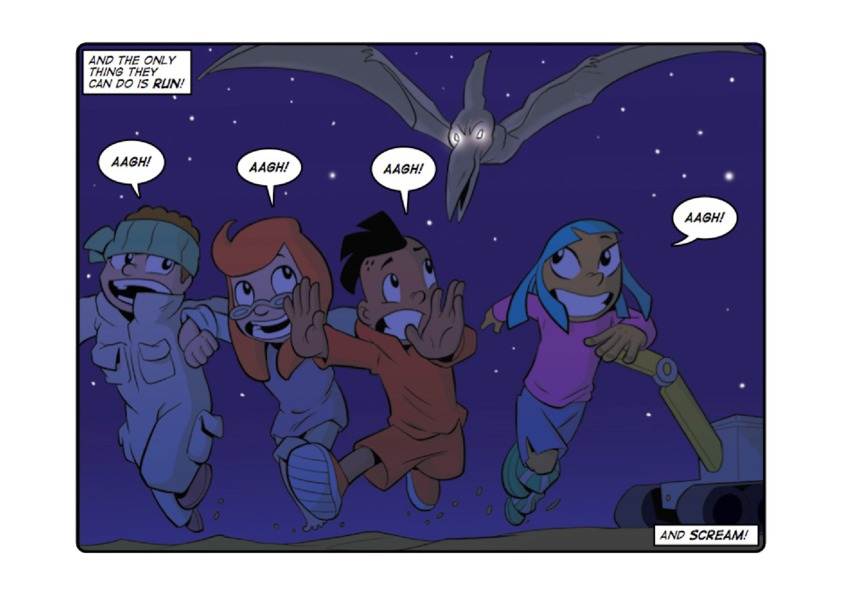 AND THE ONLY
THING THEY
CAN DO IS RUN!
AAGH!
AAGH!
AAGH!
AAGH!
AND SCREAM!